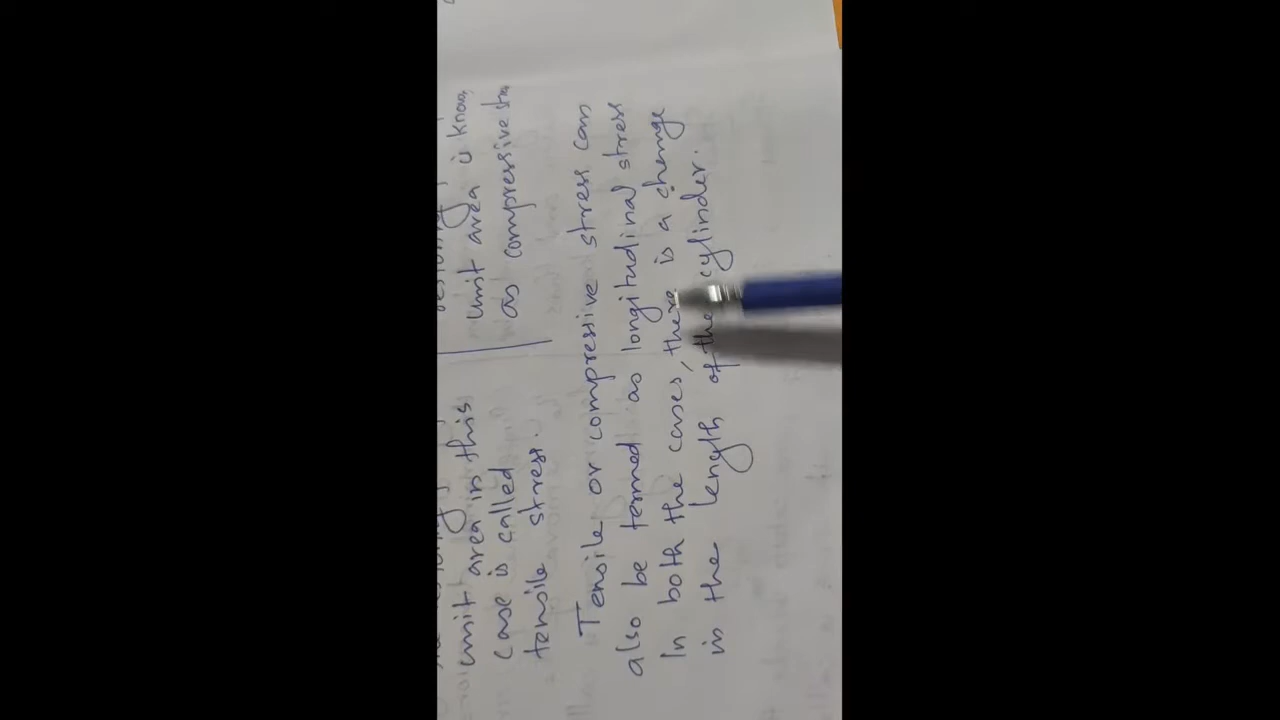 unit area in this
case is called
tensile stress.
unit area is know
as compressive
Tensile or compressive stress can
also be termed as longitudinal stress
In both the cases, there is a change
in the length of the cylinder.